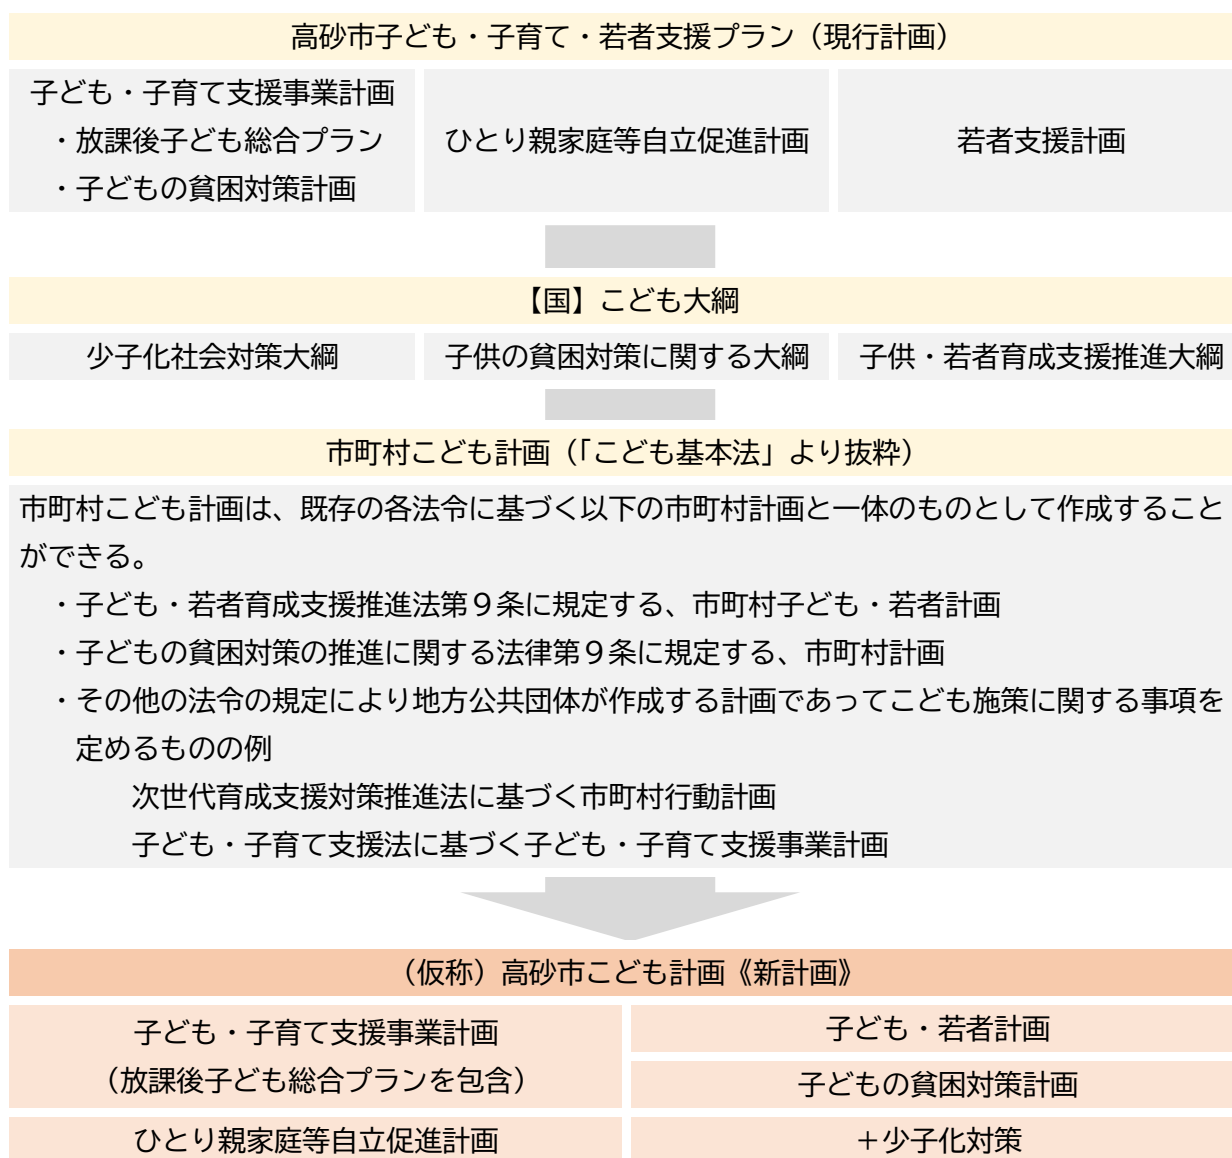 高砂市子ども・子育て・若者支援プラン（現行計画）
子ども・子育て支援事業計画
・放課後子ども総合プラン
・子どもの貧困対策計画
ひとり親家庭等自立促進計画
若者支援計画
【国】こども大綱
少子化社会対策大綱
子供の貧困対策に関する大綱
子供・若者育成支援推進大綱
市町村こども計画（「こども基本法」より抜粋）
市町村こども計画は、既存の各法令に基づく以下の市町村計画と一体のものとして作成すること
ができる。
・子ども・若者育成支援推進法第９条に規定する、市町村子ども・若者計画
・子どもの貧困対策の推進に関する法律第９条に規定する、市町村計画
・その他の法令の規定により地方公共団体が作成する計画であってこども施策に関する事項を
定めるものの例
次世代育成支援対策推進法に基づく市町村行動計画
子ども・子育て支援法に基づく子ども・子育て支援事業計画
（仮称）高砂市こども計画《新計画》
子ども・子育て支援事業計画
（放課後子ども総合プランを包含）
ひとり親家庭等自立促進計画
子ども・若者計画
子どもの貧困対策計画
＋少子化対策